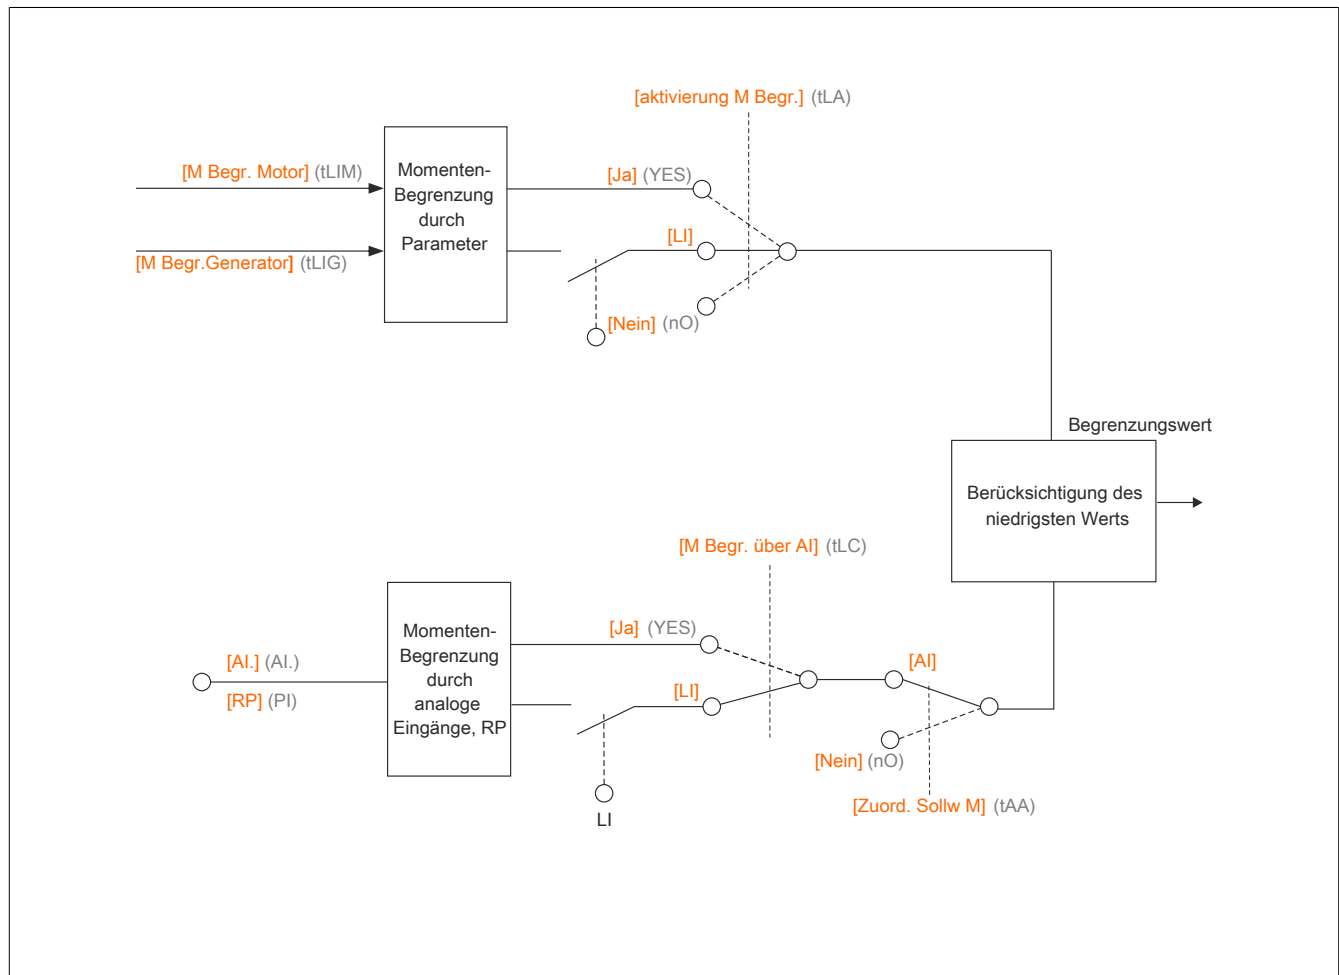 [aktivierung M Begr.] (tLA)
[M Begr. Motor] (tLIM)
Momenten-
Begrenzung
durch
Parameter
[Ja] (YES)
[LI]
[M Begr.Generator] (tLIG)
[Nein] (nO)
Begrenzungswert
Berücksichtigung des
niedrigsten Werts
[M Begr. über AI] (tLC)
Momenten-
Begrenzung
durch
analoge
Eingänge, RP
[Ja] (YES)
[AI.] (AI.)
[RP] (PI)
[LI]
[AI]
[Nein] (nO)
[Zuord. Sollw M] (tAA)
LI